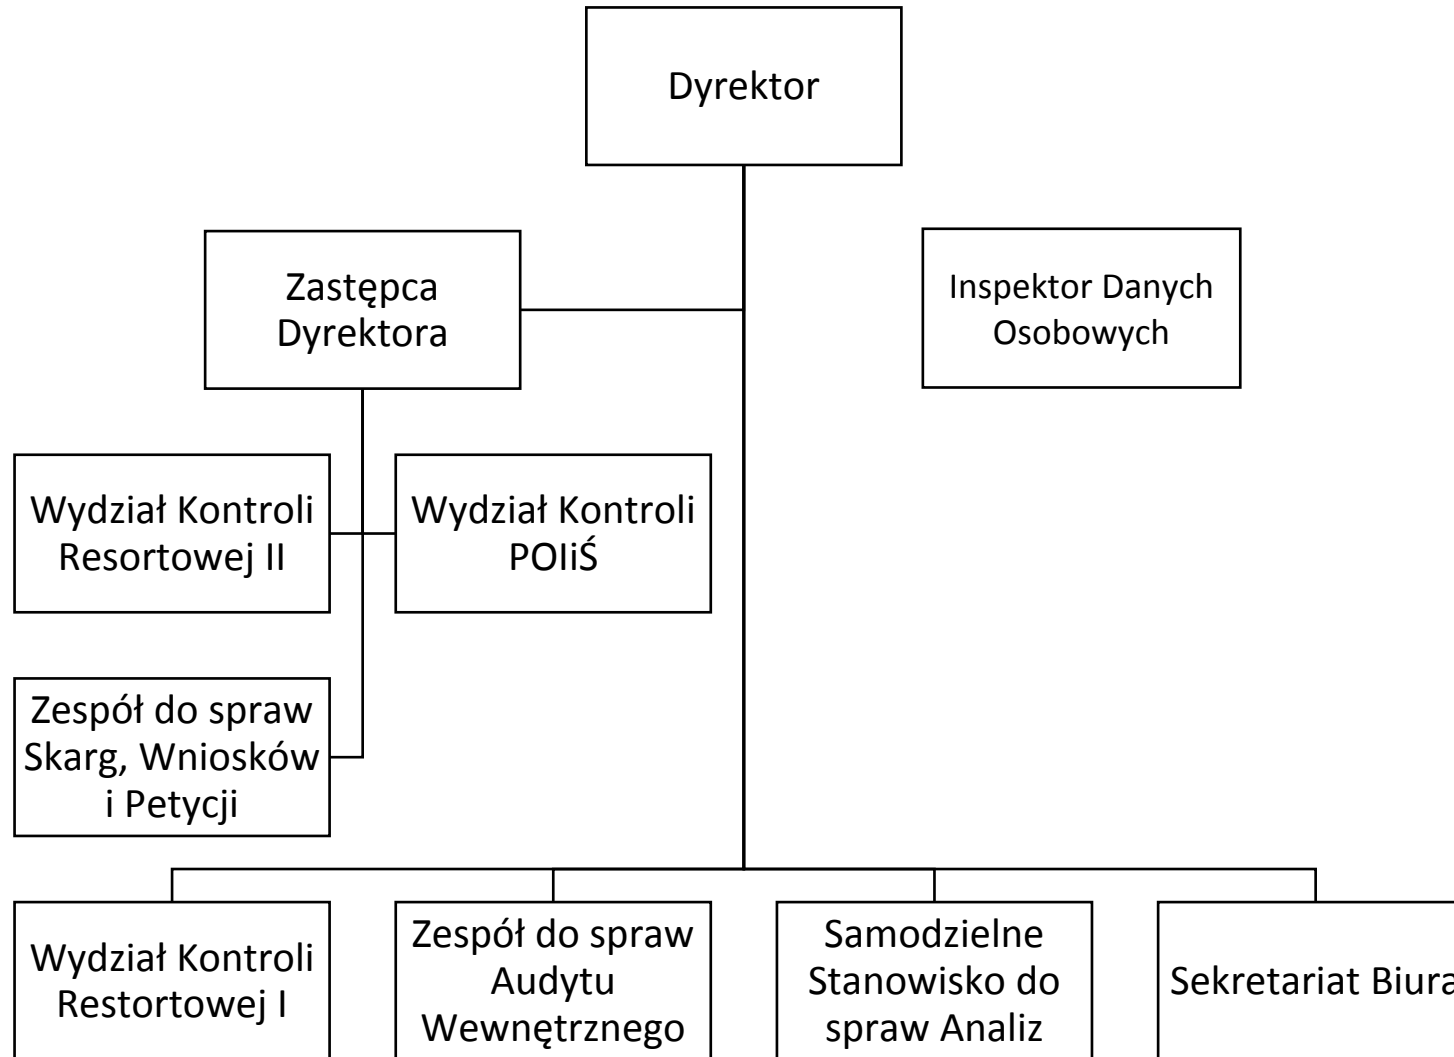 Dyrektor
Zastępca
Dyrektora
Inspektor Danych
Osobowych
Wydział Kontroli
Resortowej II
Wydział Kontroli
POIiŚ
Zespół do spraw
Skarg, Wniosków
i Petycji
Wydział Kontroli
Restortowej I
Zespół do spraw
Audytu
Wewnętrznego
Samodzielne
Stanowisko do
spraw Analiz
Sekretariat Biura